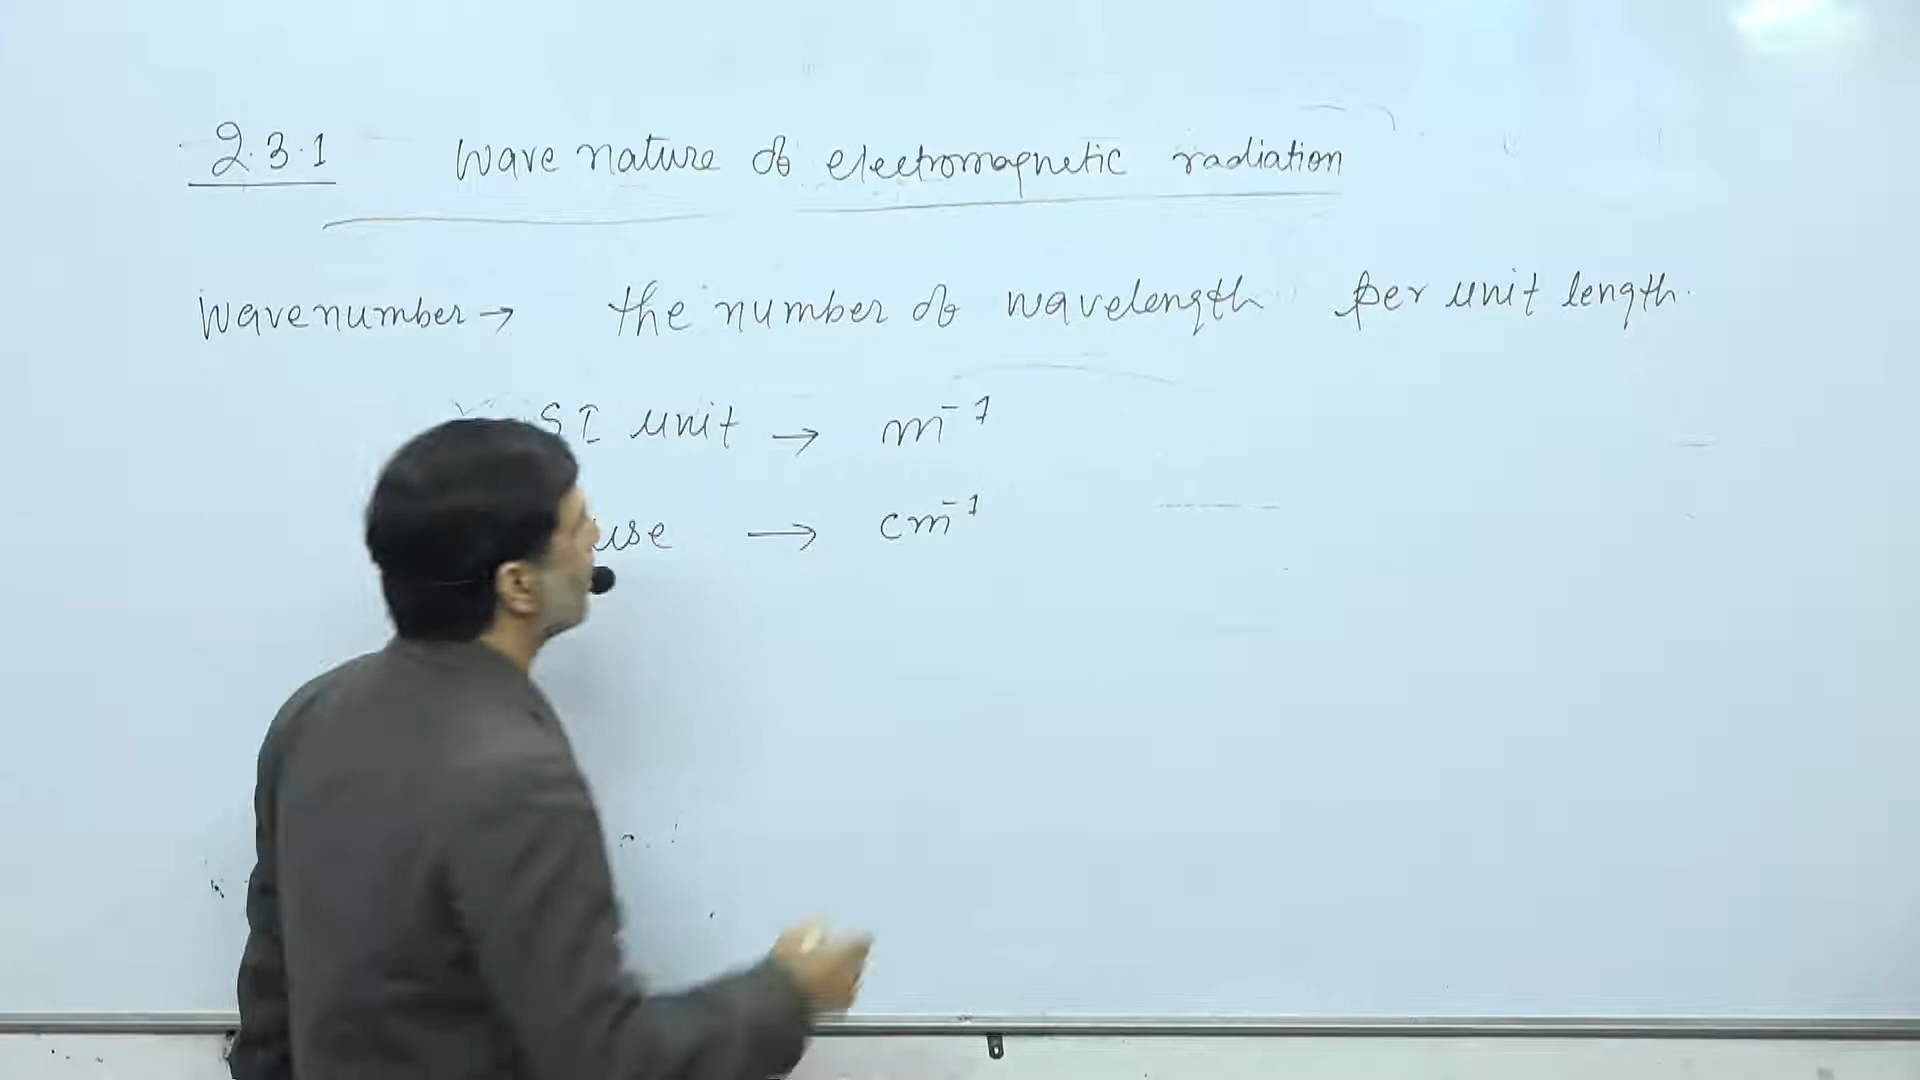 2.3.1 Wave nature of electromagnetic radiation
Wavenumber → the number of wavelength per unit length.
SI unit → m⁻¹
use → cm⁻¹